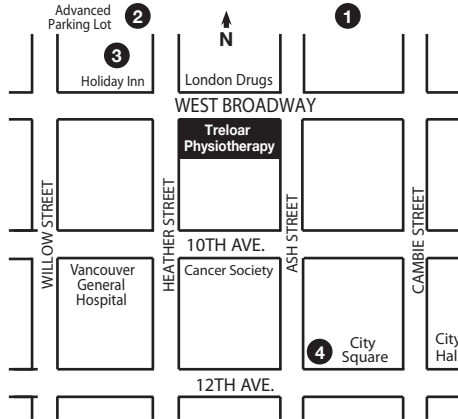 Advanced
Parking Lot
2
1
N
3
Holiday Inn
London Drugs
WEST BROADWAY
Treloar
Physiotherapy
WILLOW STREET
HEATHER STREET
ASH STREET
CAMBIE STREET
10TH AVE.
Vancouver
General
Hospital
Cancer Society
4
City
Square
City
Hal
12TH AVE.